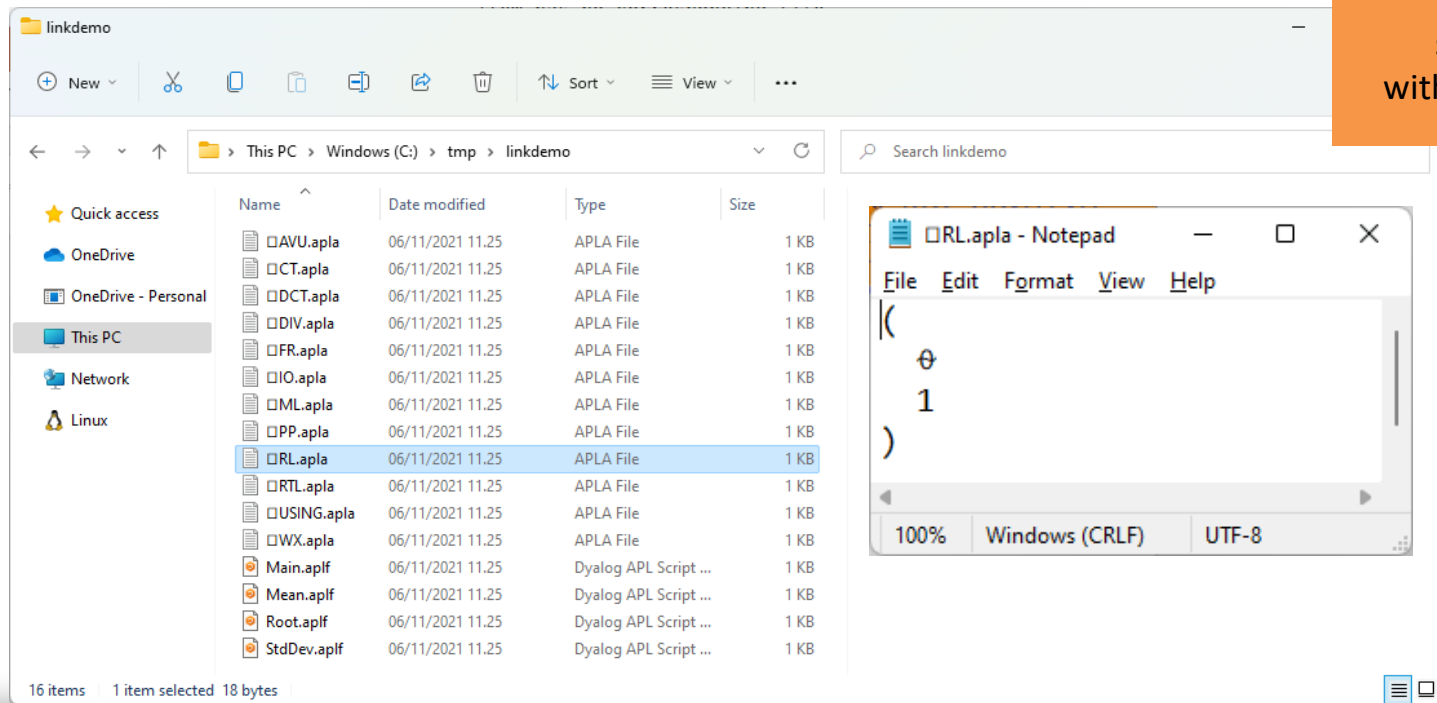 linkdemo
with
New
Sort
View
This PC > Windows (C:) > tmp > linkdemo
Search linkdemo
Quick access
OneDrive
OneDrive - Personal
This PC
Network
Linux
Name Date modified Type Size
⎕AVU.apla 06/11/2021 11.25 APLA File 1 KB
⎕CT.apla 06/11/2021 11.25 APLA File 1 KB
⎕DCT.apla 06/11/2021 11.25 APLA File 1 KB
⎕DIV.apla 06/11/2021 11.25 APLA File 1 KB
⎕FR.apla 06/11/2021 11.25 APLA File 1 KB
⎕IO.apla 06/11/2021 11.25 APLA File 1 KB
⎕ML.apla 06/11/2021 11.25 APLA File 1 KB
⎕PP.apla 06/11/2021 11.25 APLA File 1 KB
⎕RL.apla 06/11/2021 11.25 APLA File 1 KB
⎕RTL.apla 06/11/2021 11.25 APLA File 1 KB
⎕USING.apla 06/11/2021 11.25 APLA File 1 KB
⎕WX.apla 06/11/2021 11.25 APLA File 1 KB
Main.aplf 06/11/2021 11.25 Dyalog APL Script ... 1 KB
Mean.aplf 06/11/2021 11.25 Dyalog APL Script ... 1 KB
Root.aplf 06/11/2021 11.25 Dyalog APL Script ... 1 KB
StdDev.aplf 06/11/2021 11.25 Dyalog APL Script ... 1 KB
⎕RL.apla - Notepad
File Edit Format View Help
(
⍬
1
)
100% Windows (CRLF) UTF-8
16 items 1 item selected 18 bytes